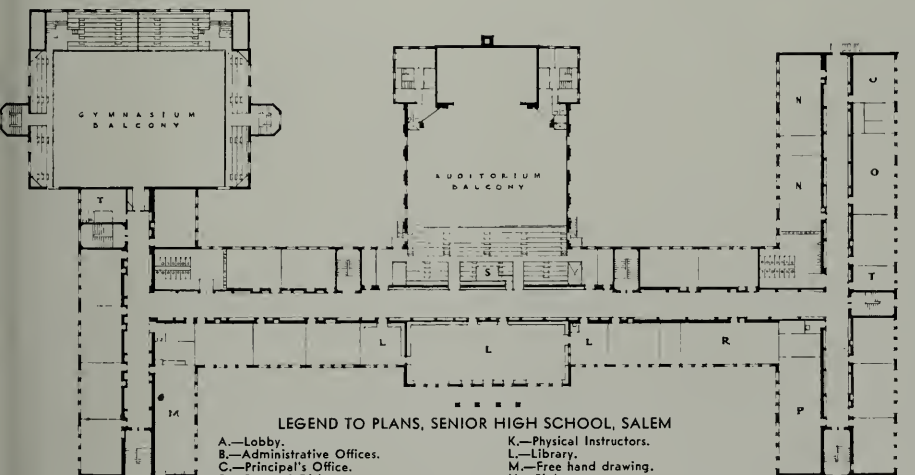 GYMNASIUM
BALCONY
AUDITORIUM
BALCONY
N
N
O
T
T
S
L
L
L
R
M
P
LEGEND TO PLANS, SENIOR HIGH SCHOOL, SALEM
A.—Lobby.
B.—Administrative Offices.
C.—Principal's Office.
K.—Physical Instructors.
L.—Library.
M.—Free hand drawing.